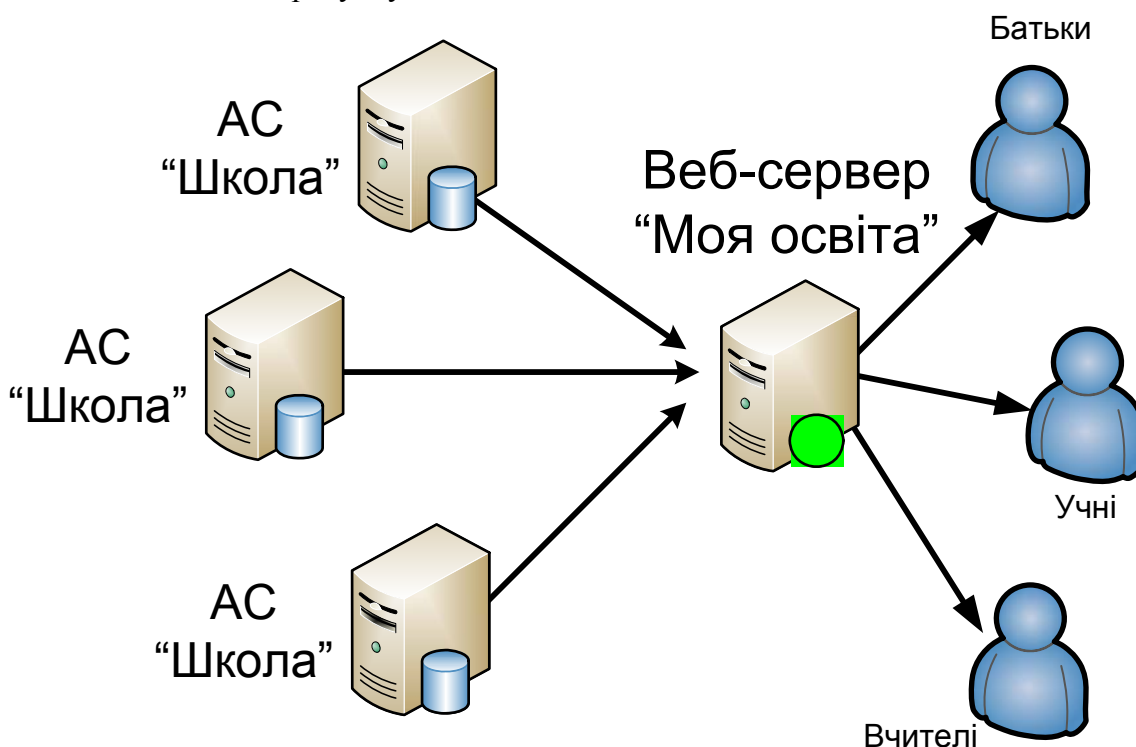 Батьки
АС
“Школа”
Веб-сервер
“Моя освіта”
АС
“Школа”
Учні
АС
“Школа”
Вчителі